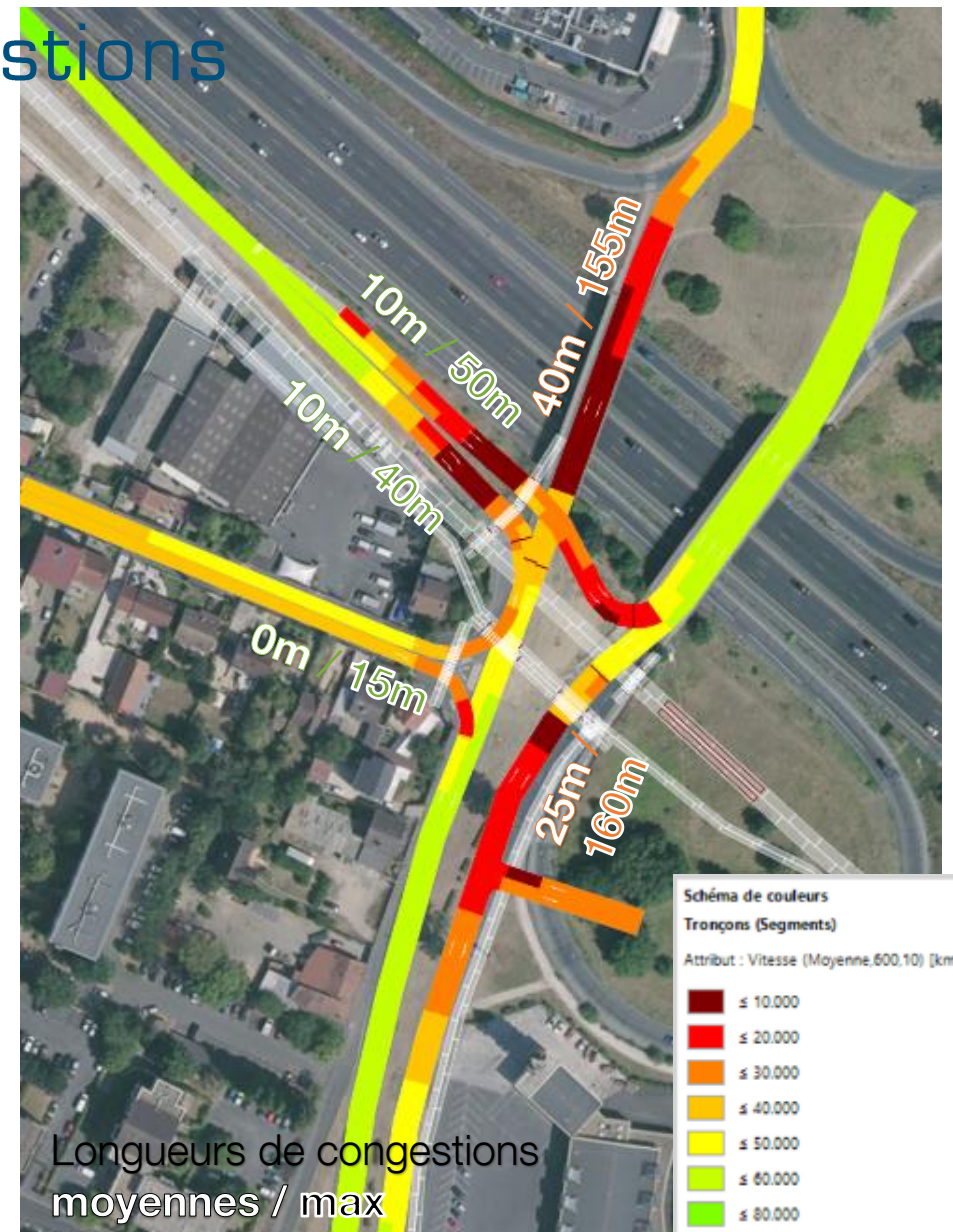 stions
40m / 155m
10m / 50m
10m / 40m
0m / 15m
25m /
160m
Schéma de couleurs
Tronçons (Segments)
Attribut : Vitesse (Moyenne,600,10) [km
≤ 10.000
≤ 20.000
≤ 30.000
≤ 40.000
≤ 50.000
≤ 60.000
≤ 80.000
Longueurs de congestions
moyennes / max